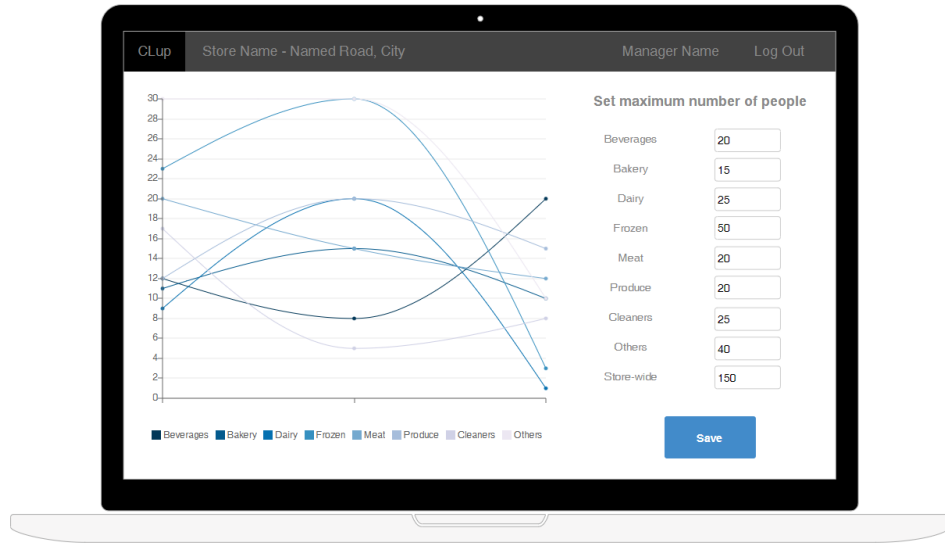 CLup Store Name - Named Road, City Manager Name Log Out
30
28
26
24
22
20
18
16
14
12
10
8
6
4
2
0
Beverages Bakery Dairy Frozen Meat Produce Cleaners Others
Set maximum number of people
Beverages 20
Bakery 15
Dairy 25
Frozen 50
Meat 20
Produce 20
Cleaners 25
Others 40
Store-wide 150
Save